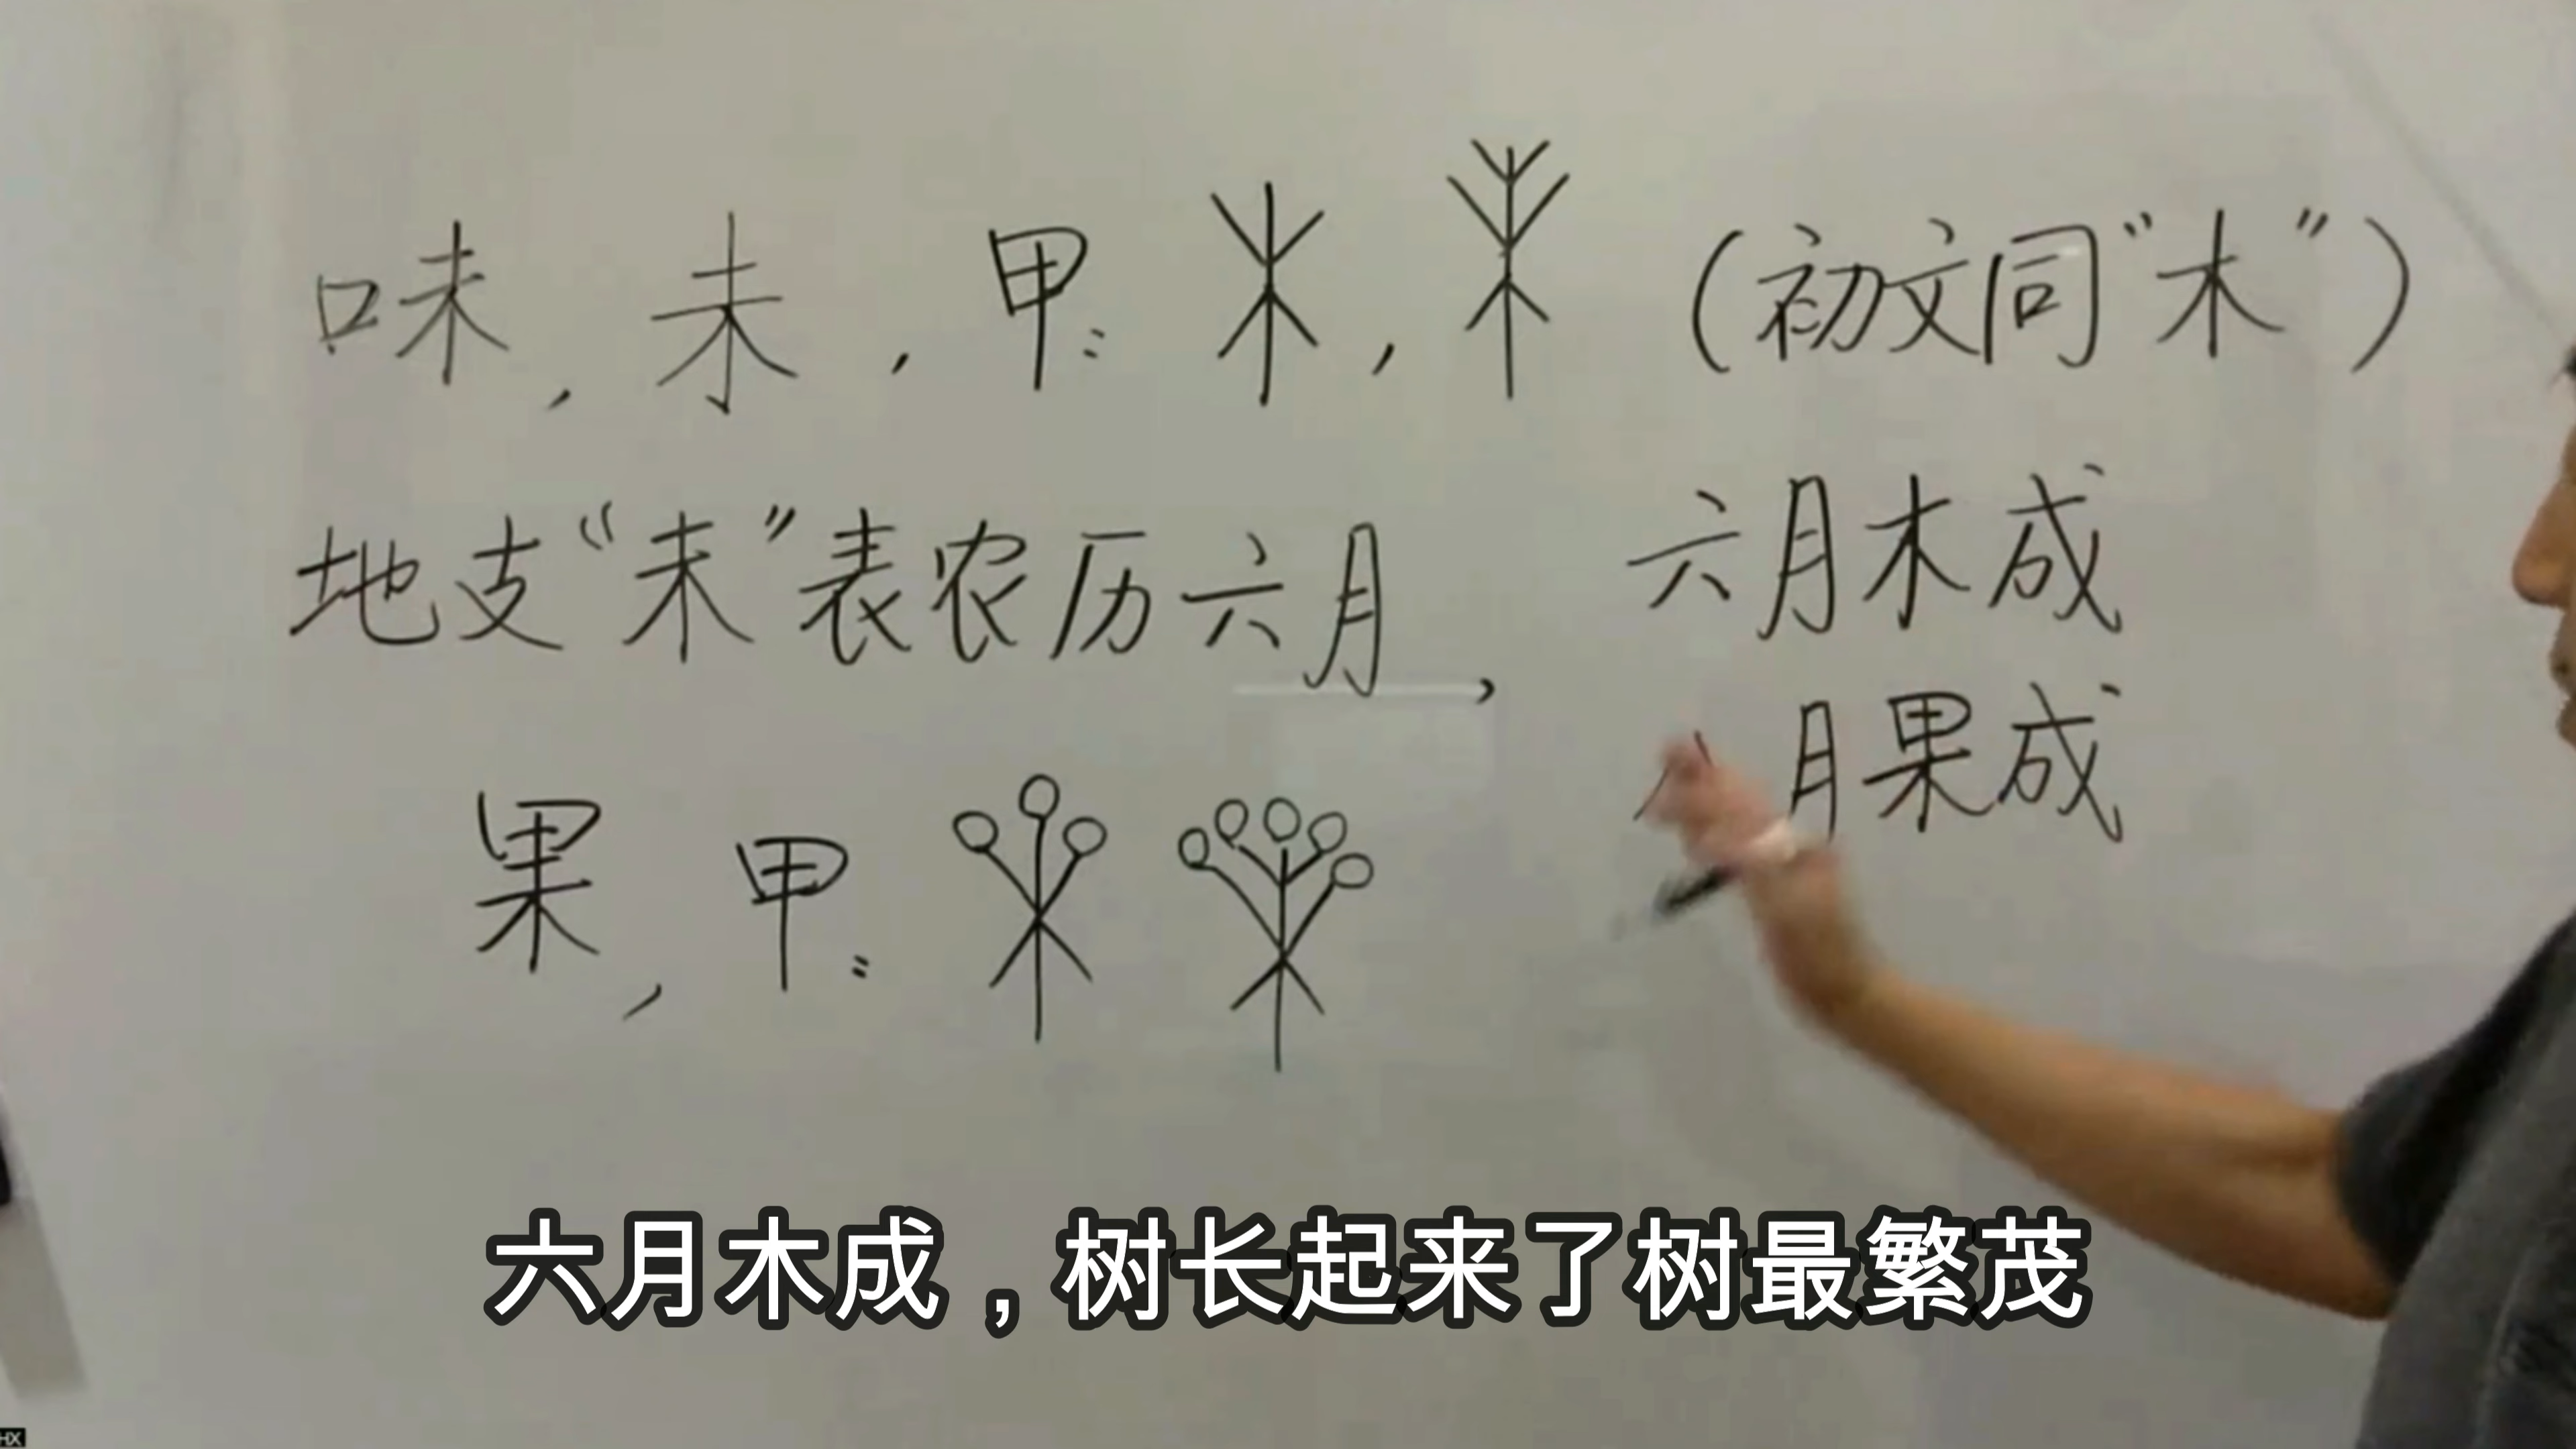 味，未，甲：（初文同“木”）
地支“未”表农历六月，六月木成
月果成
果，甲：
六月木成，树长起来了树最繁茂
HX